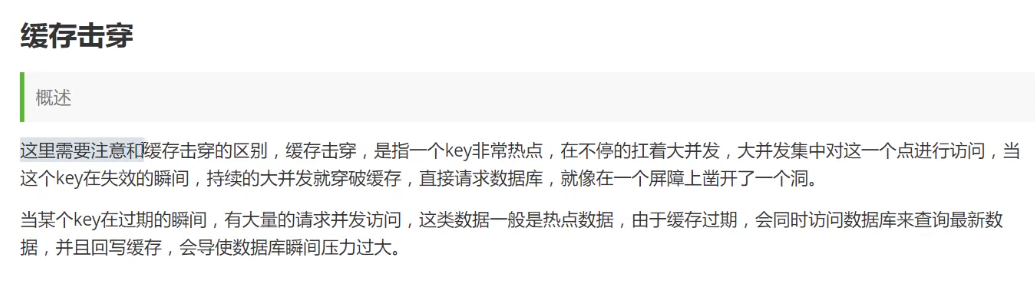 缓存击穿
概述
这里需要注意和缓存击穿的区别，缓存击穿，是指一个key非常热点，在不停的扛着大并发，大并发集中对这一个点进行访问，当
这个key在失效的瞬间，持续的大并发就穿破缓存，直接请求数据库，就像在一个屏障上凿开了一个洞。
当某个key在过期的瞬间，有大量的请求并发访问，这类数据一般是热点数据，由于缓存过期，会同时访问数据库来查询最新数
据，并且回写缓存，会导使数据库瞬间压力过大。